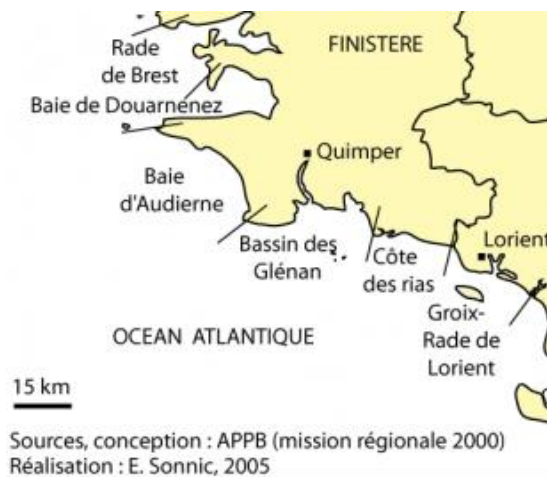 Rade
de Brest
FINISTERE
Baie de Douarnenez
Quimper
Baie
d'Audierne
Bassin des
Glénan
Côte
des rias
Lorient
Groix-
Rade de
Lorient
OCEAN ATLANTIQUE
15 km
Sources, conception : APPB (mission régionale 2000)
Réalisation : E. Sonnic, 2005